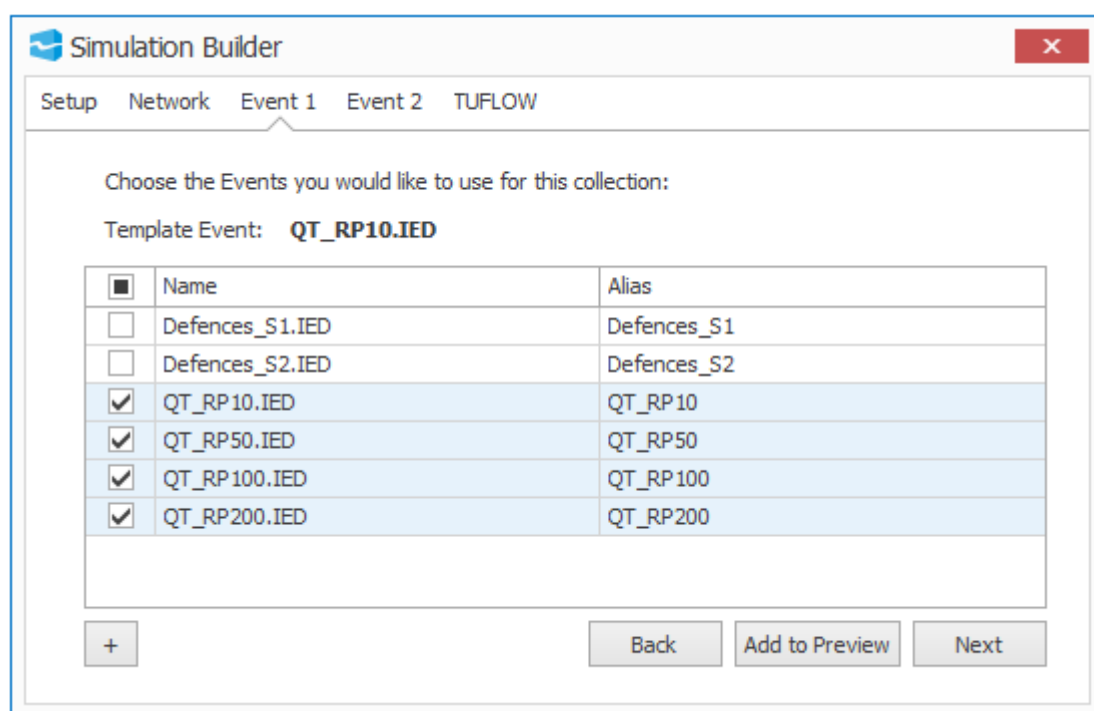 Simulation Builder
Setup Network Event 1 Event 2 TUFLOW
Choose the Events you would like to use for this collection:
Template Event: QT_RP10.IED
Name Alias
Defences_S1.IED Defences_S1
Defences_S2.IED Defences_S2
QT_RP10.IED QT_RP10
QT_RP50.IED QT_RP50
QT_RP100.IED QT_RP100
QT_RP200.IED QT_RP200
+ Back Add to Preview Next